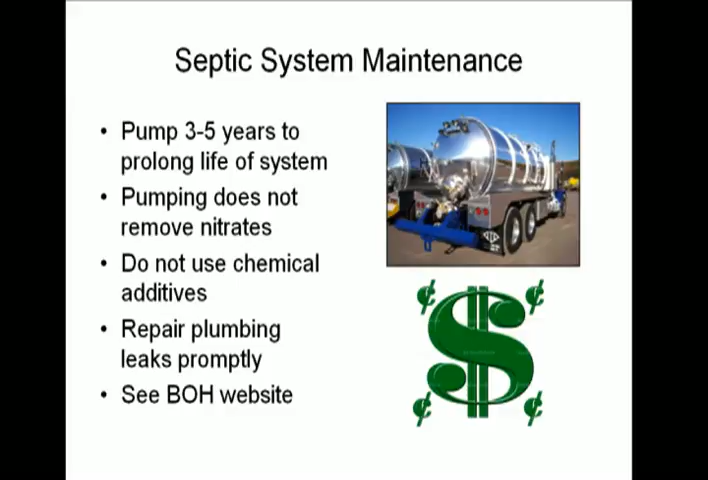 Septic System Maintenance
• Pump 3-5 years to
prolong life of system
• Pumping does not
remove nitrates
• Do not use chemical
additives
• Repair plumbing
leaks promptly
• See BOH website
¢ ¢
$
¢ ¢